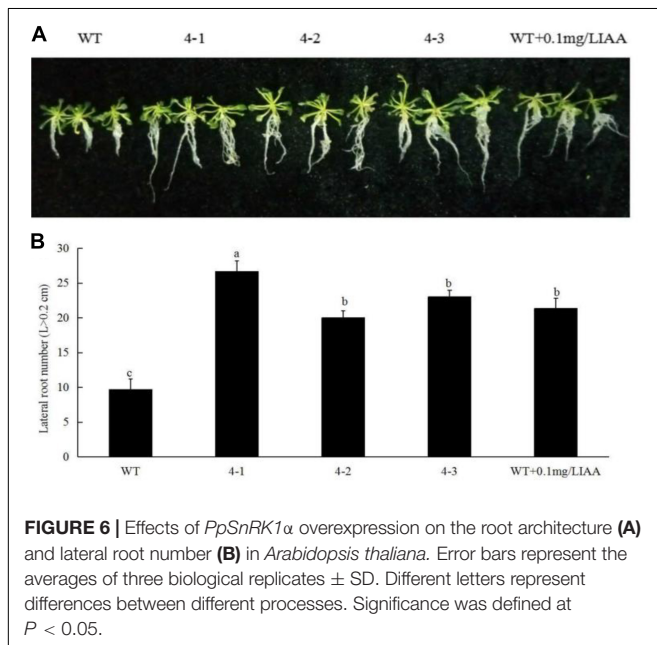 A
WT 4-1 4-2 4-3 WT+0.1mg/LIAA
B
Lateral root number (L>0.2 cm)
30
25
20
15
10
5
0
c
a
b
b
b
WT 4-1 4-2 4-3 WT+0.1mg/LIAA
FIGURE 6 | Effects of PpSnRK1α overexpression on the root architecture (A)
and lateral root number (B) in Arabidopsis thaliana. Error bars represent the
averages of three biological replicates ± SD. Different letters represent
differences between different processes. Significance was defined at
P < 0.05.